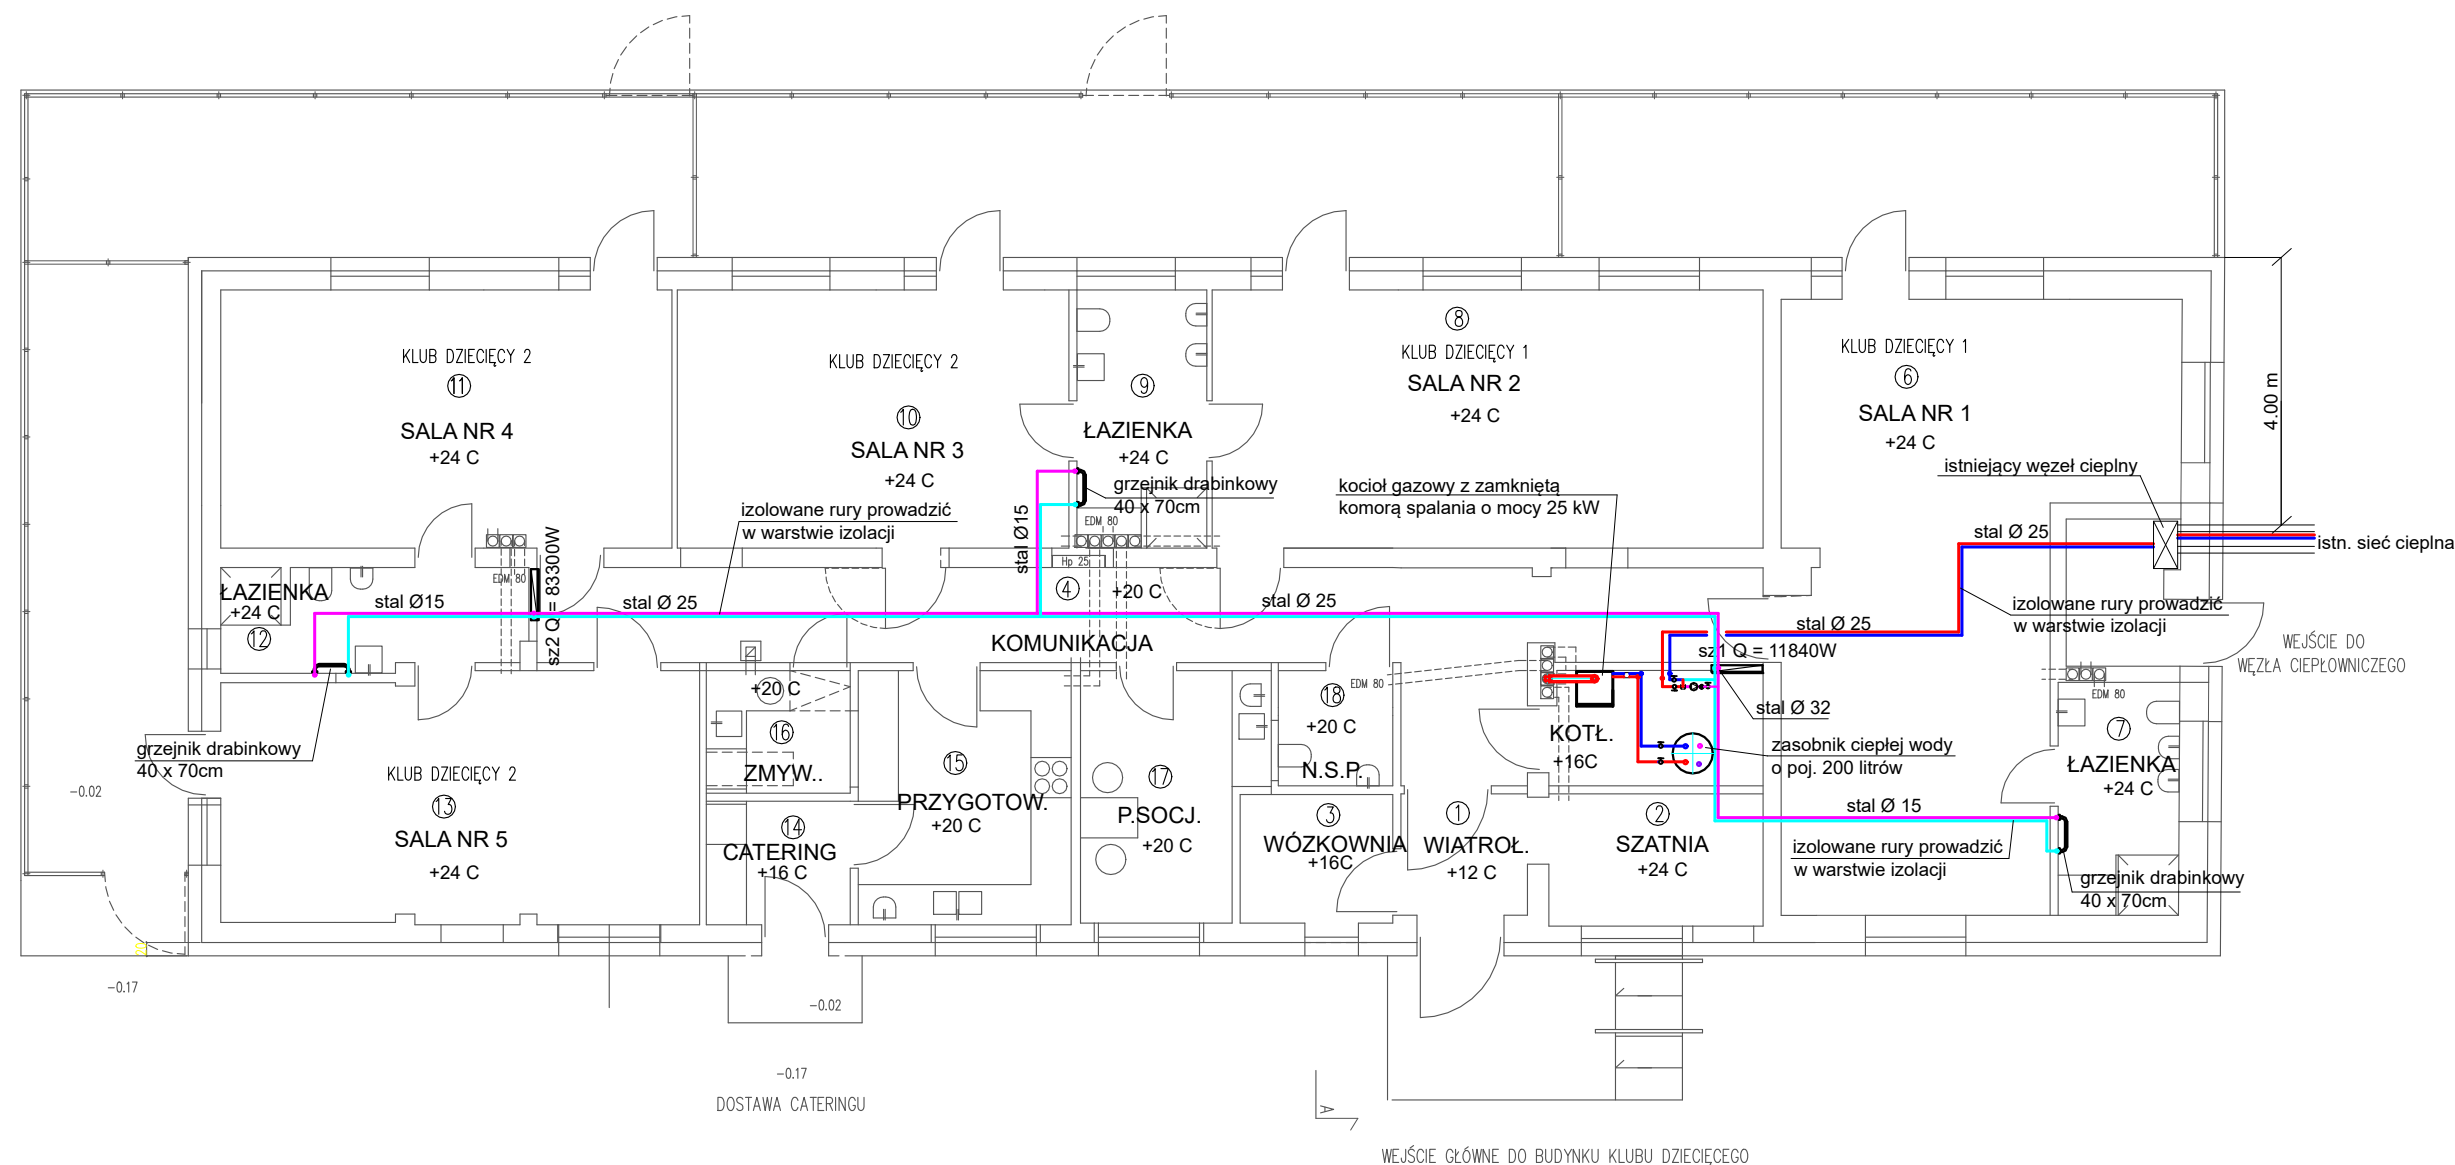 KLUB DZIECIĘCY 2
11
SALA NR 4
+24 C
KLUB DZIECIĘCY 2
10
SALA NR 3
+24 C
9
ŁAZIENKA
+24 C
grzejnik drabinkowy
40 x 70cm
EDM 80
8
KLUB DZIECIĘCY 1
SALA NR 2
+24 C
KLUB DZIECIĘCY 1
6
SALA NR 1
+24 C
4.00 m
istniejący węzeł cieplny
istn. sieć cieplna
kocioł gazowy z zamkniętą
komorą spalania o mocy 25 kW
izolowane rury prowadzić
w warstwie izolacji
stal Ø15
stal Ø 25
izolowane rury prowadzić
w warstwie izolacji
stal Ø 25
WEJŚCIE DO
WĘZŁA CIEPŁOWNICZEGO
EDM 80
sz2 Q = 83300W
Hp 25
4
+20 C
KOMUNIKACJA
stal Ø 25
stal Ø 25
stal Ø15
ŁAZIENKA
+24 C
12
grzejnik drabinkowy
40 x 70cm
sz1 Q = 11840W
stal Ø 32
EDM 80
18
+20 C
N.S.P.
KOTŁ.
+16C
zasobnik ciepłej wody
o poj. 200 litrów
EDM 80
7
ŁAZIENKA
+24 C
stal Ø 15
izolowane rury prowadzić
w warstwie izolacji
grzejnik drabinkowy
40 x 70cm
KLUB DZIECIĘCY 2
13
SALA NR 5
+24 C
+20 C
16
ZMYW..
14
CATERING
+16 C
15
PRZYGOTOW.
+20 C
17
P.SOCJ.
+20 C
3
WÓZKOWNIA
+16C
1
WIATROŁ.
+12 C
2
SZATNIA
+24 C
-0.02
-0.17
-0.02
-0.17
DOSTAWA CATERINGU
A
WEJŚCIE GŁÓWNE DO BUDYNKU KLUBU DZIECIĘCEGO